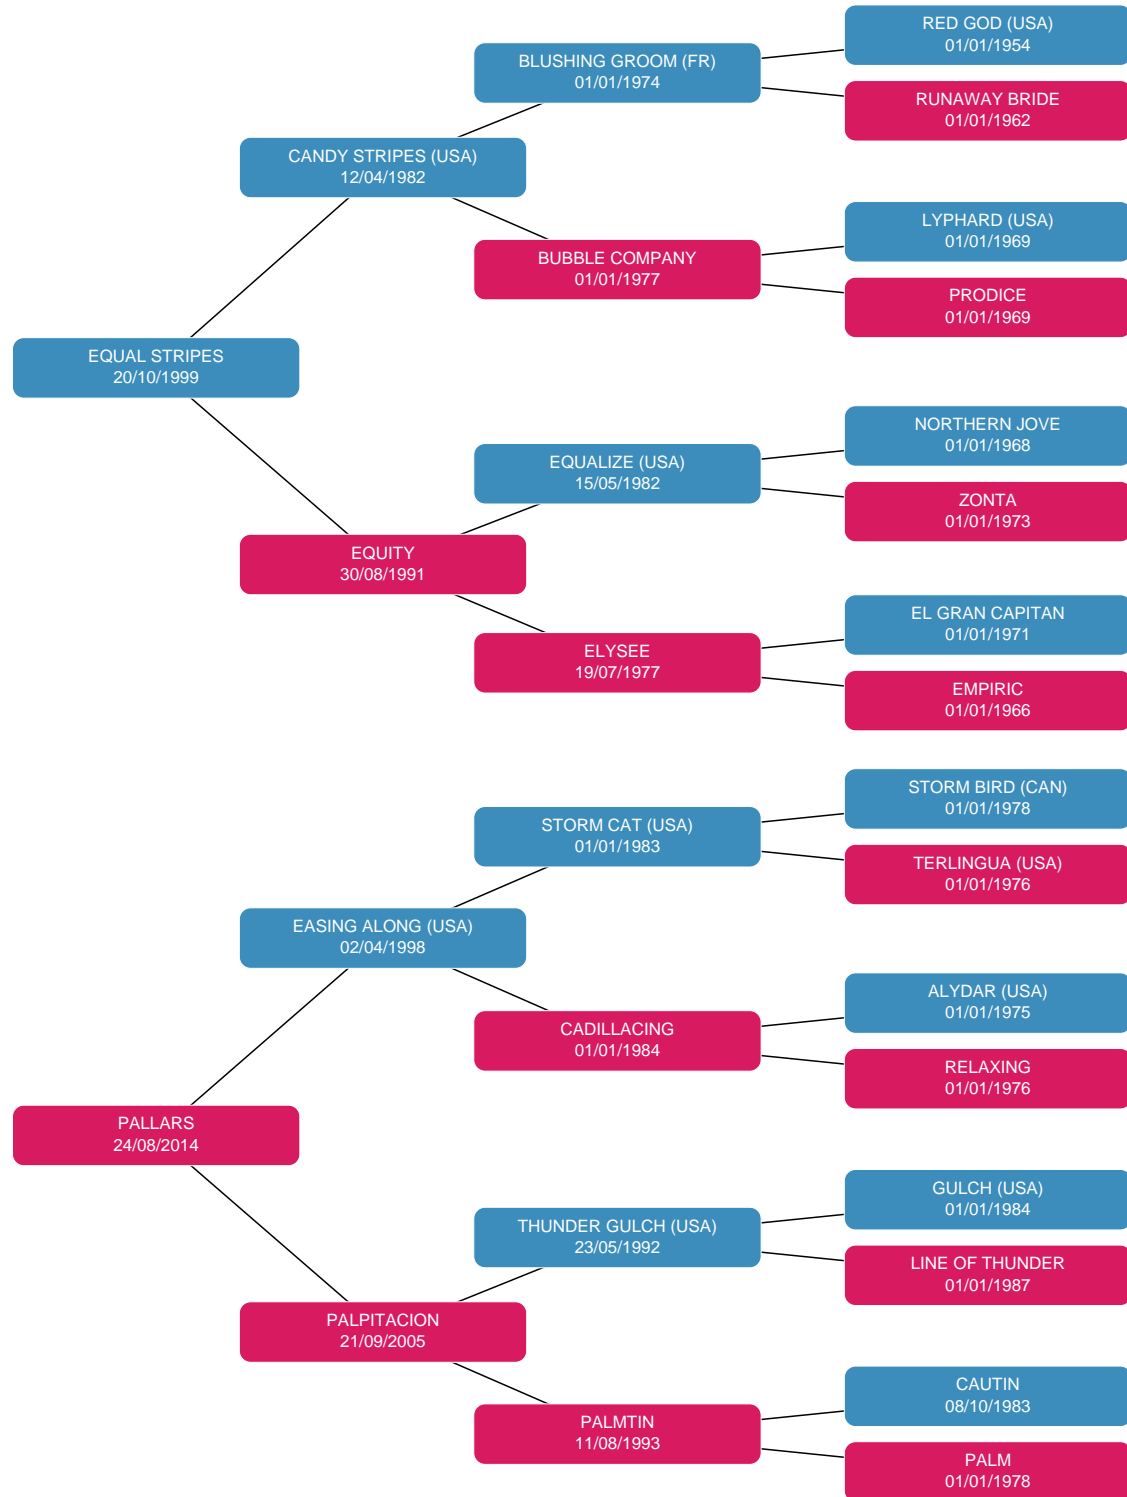 RED GOD (USA)
01/01/1954
BLUSHING GROOM (FR)
01/01/1974
RUNAWAY BRIDE
01/01/1962
CANDY STRIPES (USA)
12/04/1982
LYPHARD (USA)
01/01/1969
BUBBLE COMPANY
01/01/1977
PRODICE
01/01/1969
EQUAL STRIPES
20/10/1999
NORTHERN JOVE
01/01/1968
EQUALIZE (USA)
15/05/1982
ZONTA
01/01/1973
EQUITY
30/08/1991
EL GRAN CAPITAN
01/01/1971
ELYSEE
19/07/1977
EMPIRIC
01/01/1966
STORM BIRD (CAN)
01/01/1978
STORM CAT (USA)
01/01/1983
TERLINGUA (USA)
01/01/1976
EASING ALONG (USA)
02/04/1998
ALYDAR (USA)
01/01/1975
CADILLACING
01/01/1984
RELAXING
01/01/1976
PALLARS
24/08/2014
GULCH (USA)
01/01/1984
THUNDER GULCH (USA)
23/05/1992
LINE OF THUNDER
01/01/1987
PALPITACION
21/09/2005
CAUTIN
08/10/1983
PALMTIN
11/08/1993
PALM
01/01/1978